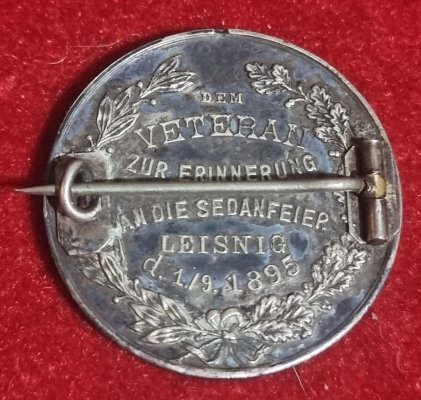 DEM
VETERAN
ZUR ERINNERUNG
AN DIE SEDANFEIER
LEISNIG
d. 1/9. 1895